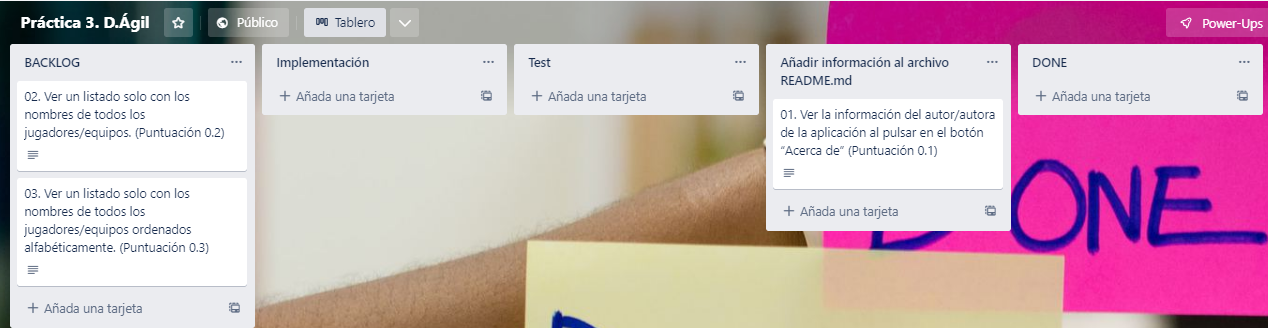 Práctica 3. D.Ágil
Público
Tablero
Power-Ups
BACKLOG
02. Ver un listado solo con los
nombres de todos los
jugadores/equipos. (Puntuación 0.2)
03. Ver un listado solo con los
nombres de todos los
jugadores/equipos ordenados
alfabéticamente. (Puntuación 0.3)
+ Añada una tarjeta
Implementación
+ Añada una tarjeta
Test
+ Añada una tarjeta
Añadir información al archivo
README.md
01. Ver la información del autor/autora
de la aplicación al pulsar en el botón
“Acerca de” (Puntuación 0.1)
+ Añada una tarjeta
DONE
+ Añada una tarjeta
DONE